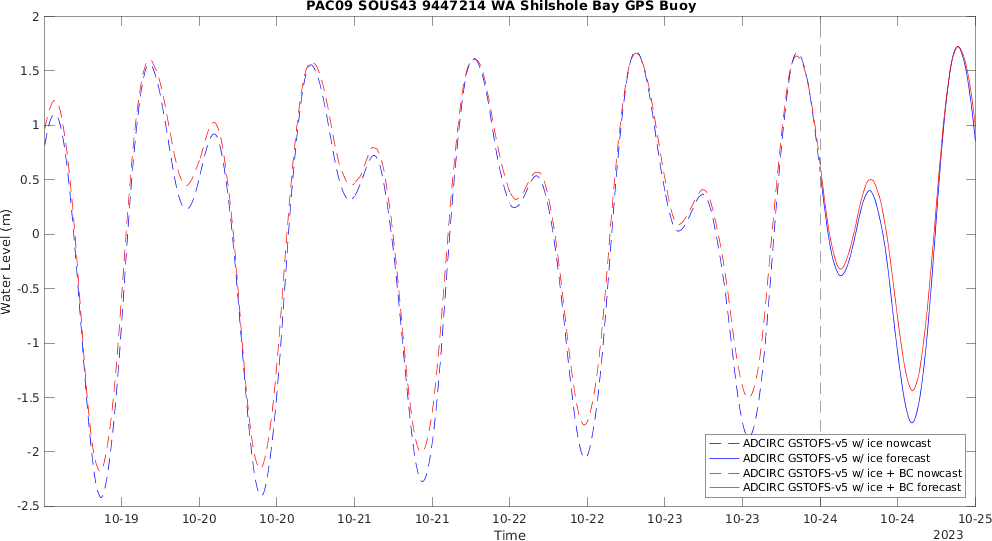 PAC09 SOUS43 9447214 WA Shilshole Bay GPS Buoy
Water Level (m)
2
1.5
1
0.5
0
-0.5
-1
-1.5
-2
-2.5
ADCIRC GSTOFS-v5 w/ ice nowcast
ADCIRC GSTOFS-v5 w/ ice forecast
ADCIRC GSTOFS-v5 w/ ice + BC nowcast
ADCIRC GSTOFS-v5 w/ ice + BC forecast
10-19 10-20 10-20 10-21 10-21 10-22 10-22 10-23 10-23 10-24 10-24 10-25
Time
2023